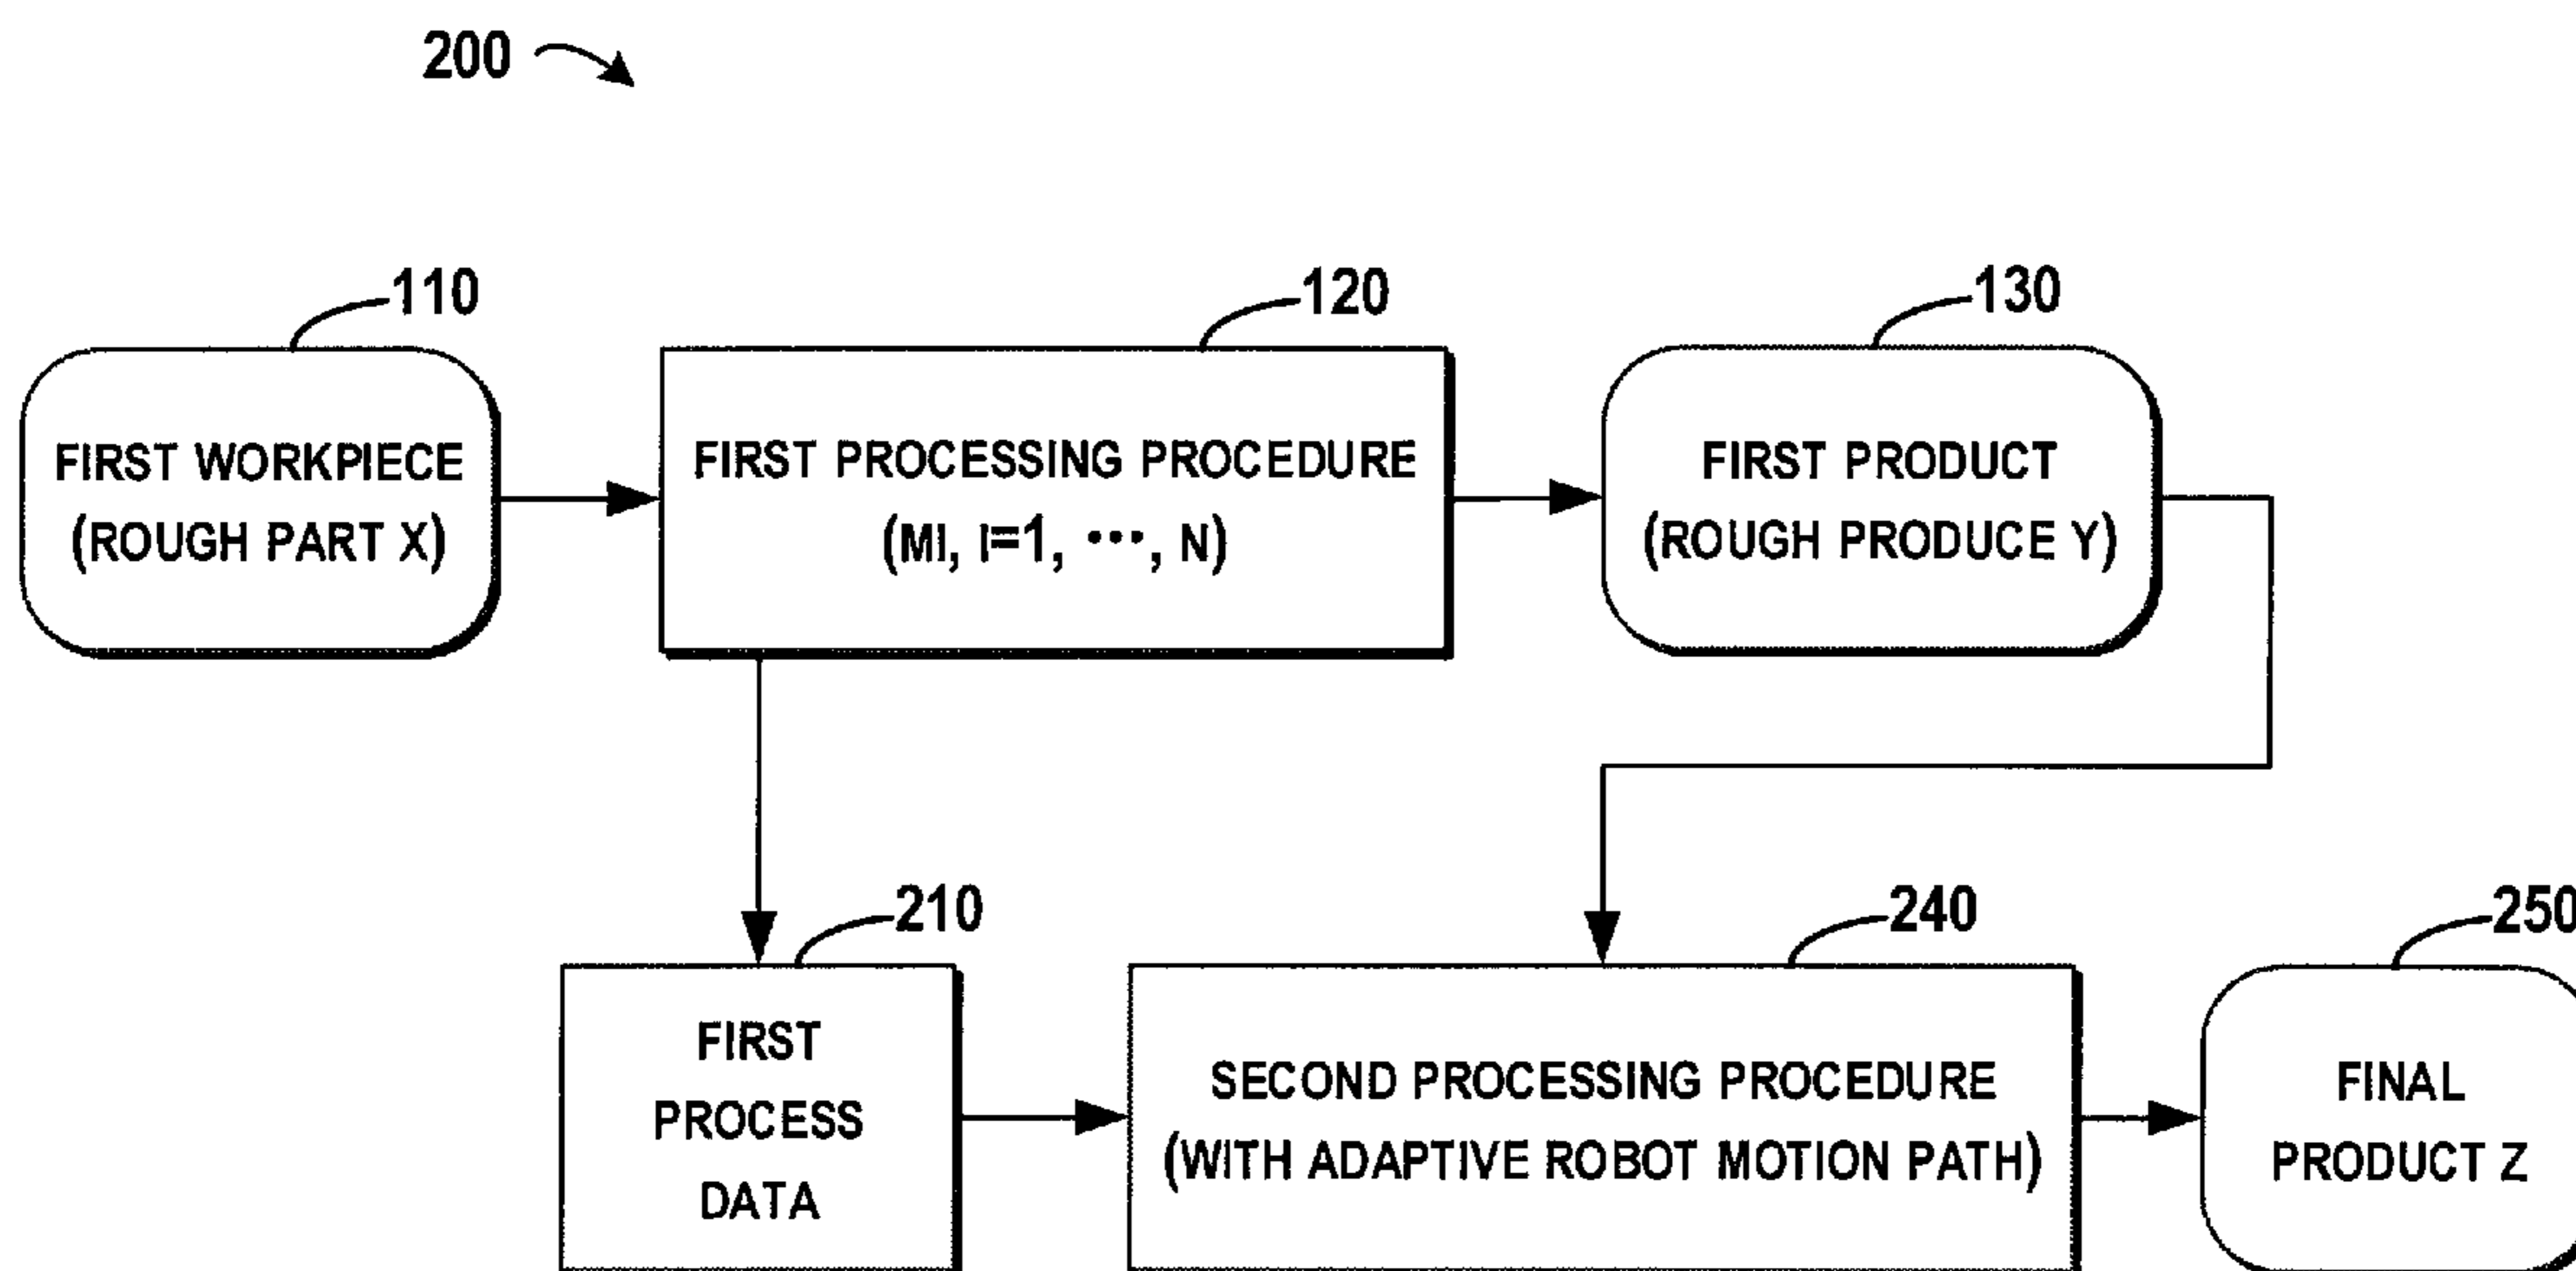 200
110
120
130
FIRST WORKPIECE
(ROUGH PART X)
FIRST PROCESSING PROCEDURE
(MI, I=1, ···, N)
FIRST PRODUCT
(ROUGH PRODUCE Y)
210
240
250
FIRST
PROCESS
DATA
SECOND PROCESSING PROCEDURE
(WITH ADAPTIVE ROBOT MOTION PATH)
FINAL
PRODUCT Z